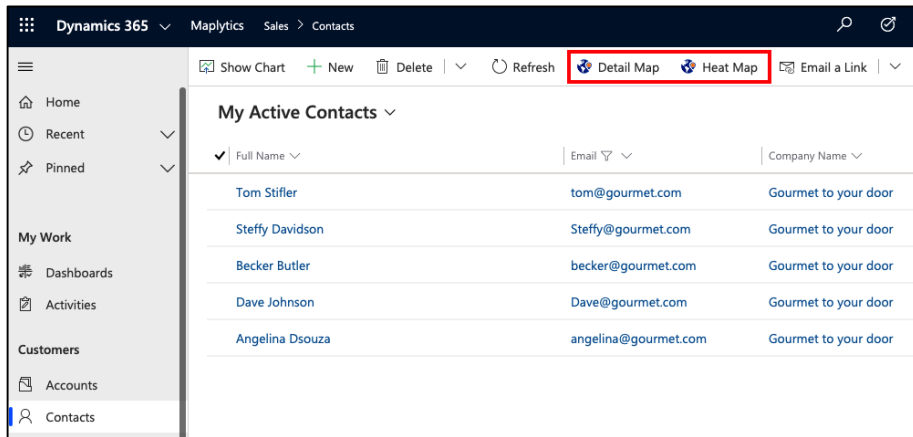 Dynamics 365 Maplytics Sales > Contacts
Show Chart New Delete Refresh Detail Map Heat Map Email a Link
Home
Recent
Pinned
My Work
Dashboards
Activities
Customers
Accounts
Contacts
My Active Contacts
Full Name Email Company Name
Tom Stifler tom@gourmet.com Gourmet to your door
Steffy Davidson Steffy@gourmet.com Gourmet to your door
Becker Butler becker@gourmet.com Gourmet to your door
Dave Johnson Dave@gourmet.com Gourmet to your door
Angelina Dsouza angelina@gourmet.com Gourmet to your door